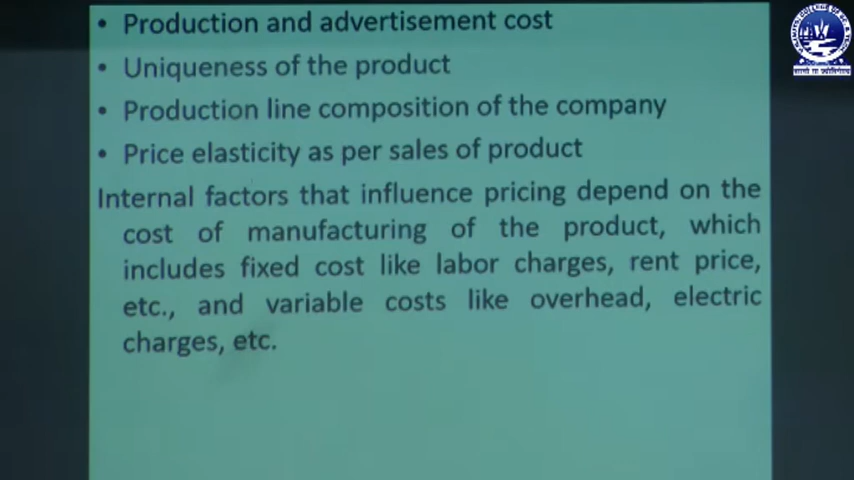 • Production and advertisement cost
• Uniqueness of the product
• Production line composition of the company
• Price elasticity as per sales of product
Internal factors that influence pricing depend on the
cost of manufacturing of the product, which
includes fixed cost like labor charges, rent price,
etc., and variable costs like overhead, electric
charges, etc.